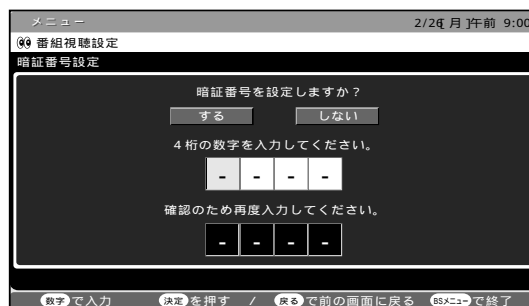 メニュー 2/26[月]午前 9:00
番組視聴設定
暗証番号設定
暗証番号を設定しますか？
する しない
4桁の数字を入力してください。
- - - -
確認のため再度入力してください。
- - - -
数字で入力 決定を押す / 戻るで前の画面に戻る BSメニューで終了